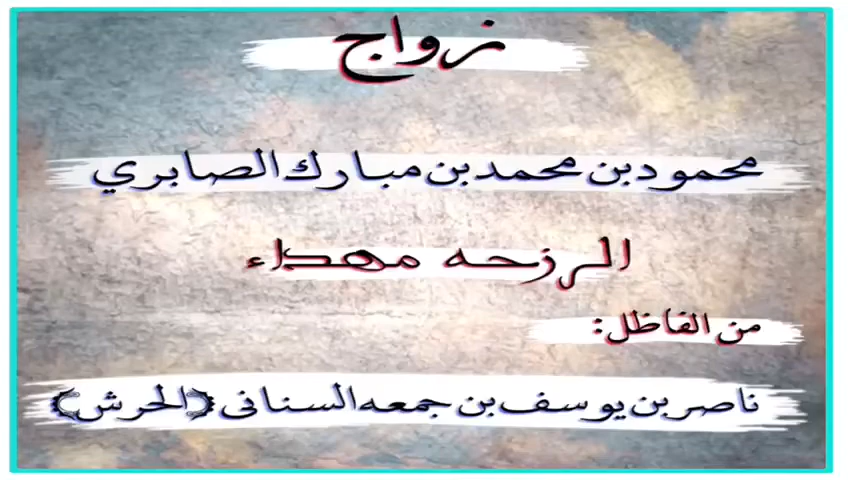 زواج
محمود بن محمد بن مبارك الصابري
الرزحه مهداء
من الفاظل:
ناصر بن يوسف بن جمعه السناني (الحرش)